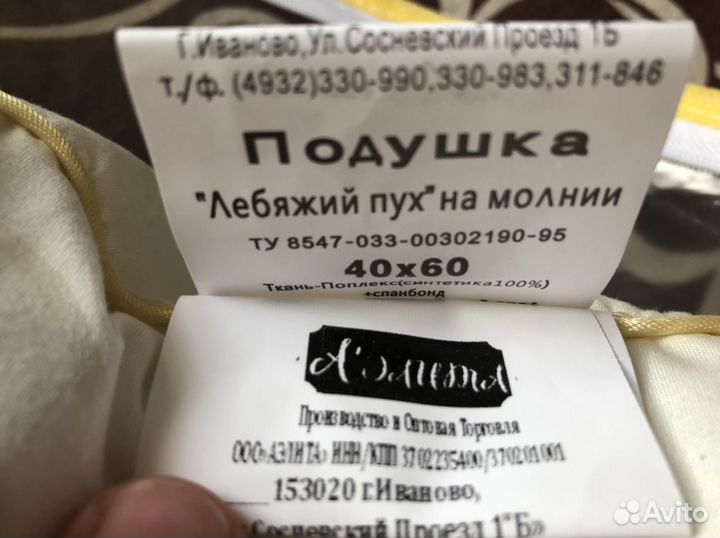 Г.Иваново,Ул.Сосневский Проезд 1Б
т./ф. (4932)330-990,330-983,311-846
Подушка
"Лебяжий пух"на молнии
ТУ 8547-033-00302190-95
40х60
Ткань-Поплекс(синтетика100%)
+спанбонд
А'элита
Производство и Оптовая Торговля
ООО«АЭЛИТА» ИНН/КПП 3702235400/370201001
153020 г.Иваново,
Сосневский Проезд 1"Б»
Avito